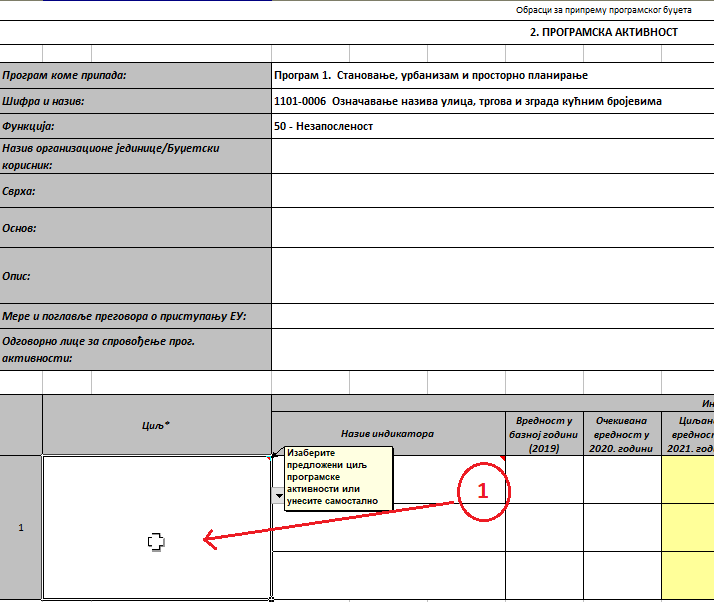 Обрасци за припрему програмског буџета
2. ПРОГРАМСКА АКТИВНОСТ
Програм коме припада:
Програм 1. Становање, урбанизам и просторно планирање
Шифра и назив:
1101-0006 Означавање назива улица, тргова и зграда кућним бројевима
Функција:
50 - Незапосленост
Назив организационе јединице/Буџетски
корисник:
Сврха:
Основ:
Опис:
Мере и поглавље преговора о приступању ЕУ:
Одговорно лице за спровођење прог.
активности:
Циљ*
Ин
Назив индикатора
Вредност у
базној години
(2019)
Очекивана
вредност у
2020. години
Циљан
вреднос
2021. годи
Изаберите
предложени циљ
програмске
активности или
унесите самостално
1
1